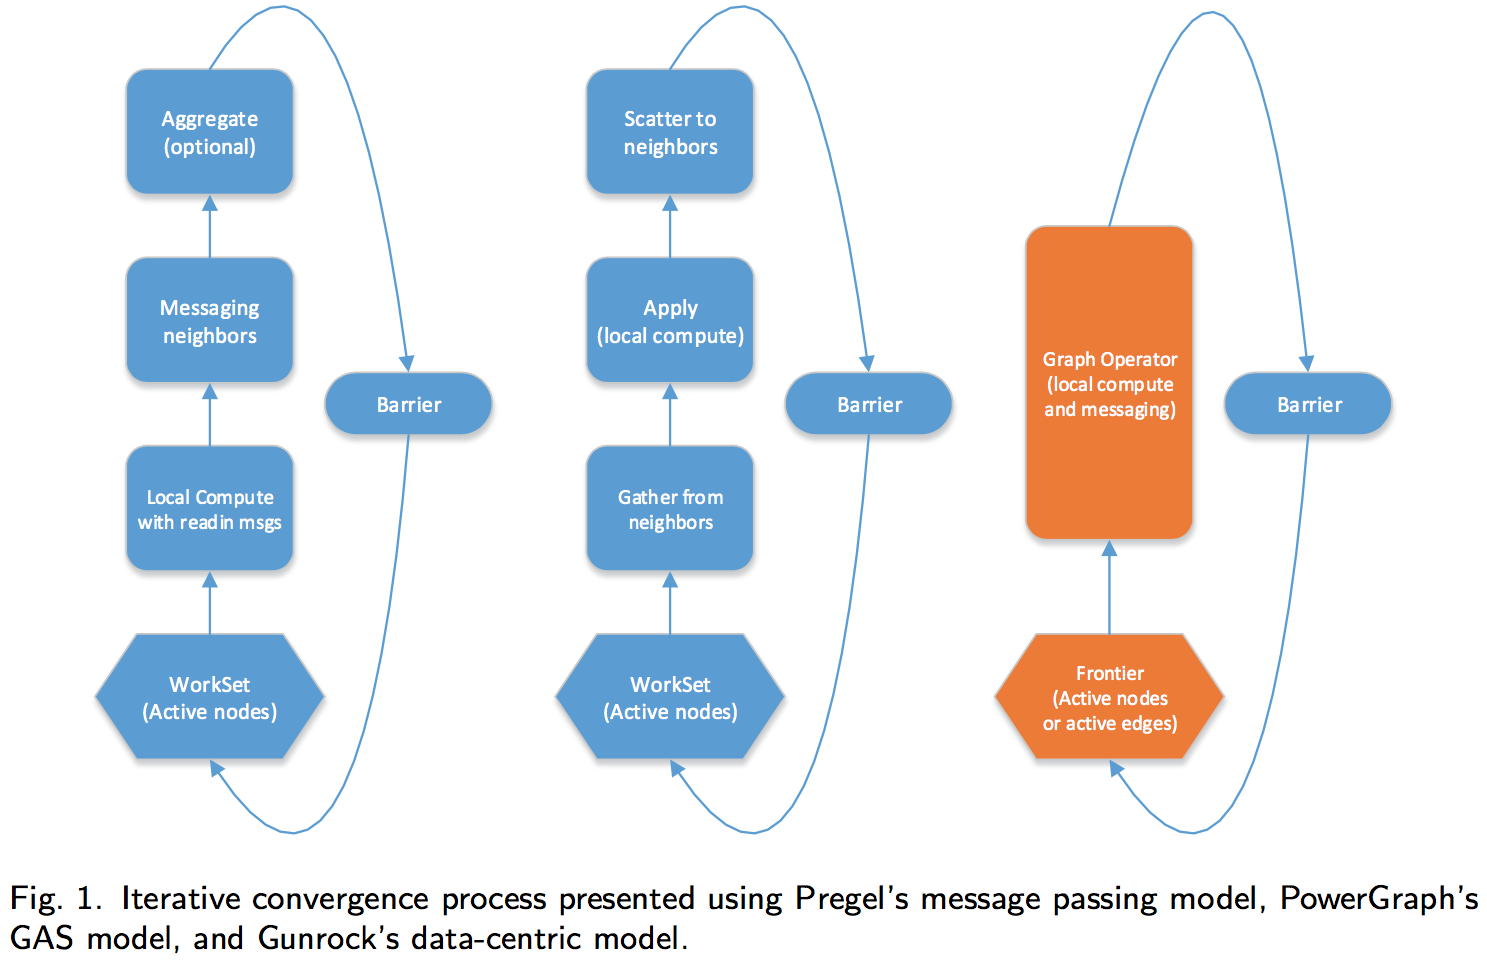 Aggregate
(optional)
Messaging
neighbors
Local Compute
with readin msgs
WorkSet
(Active nodes)
Barrier
Scatter to
neighbors
Apply
(local compute)
Gather from
neighbors
WorkSet
(Active nodes)
Barrier
Graph Operator
(local compute
and messaging)
Frontier
(Active nodes
or active edges)
Barrier
Fig. 1. Iterative convergence process presented using Pregel's message passing model, PowerGraph's
GAS model, and Gunrock's data-centric model.